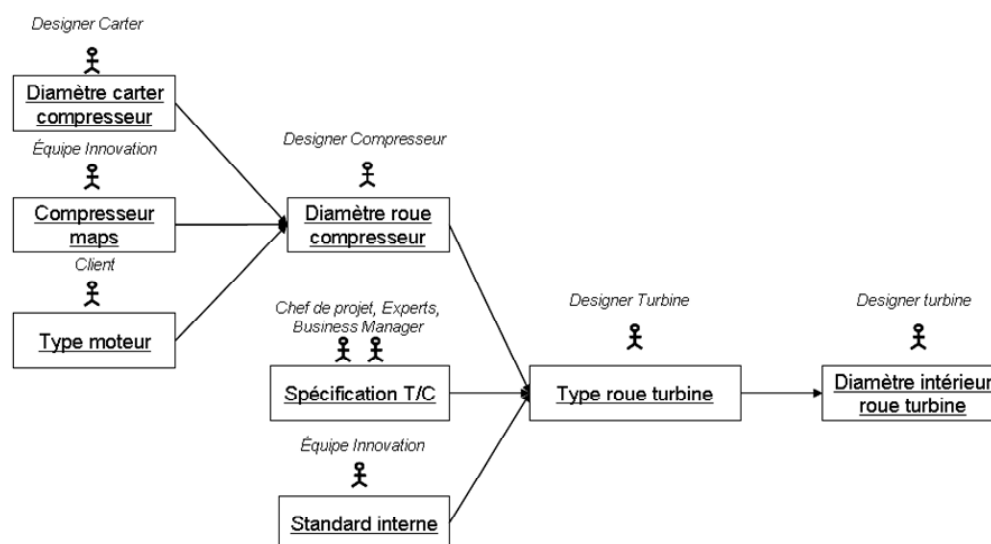 Designer Carter
Diamètre carter
compresseur
Équipe Innovation
Compresseur
maps
Client
Type moteur
Designer Compresseur
Diamètre roue
compresseur
Chef de projet, Experts,
Business Manager
Spécification T/C
Équipe Innovation
Standard interne
Designer Turbine
Type roue turbine
Designer turbine
Diamètre intérieur
roue turbine